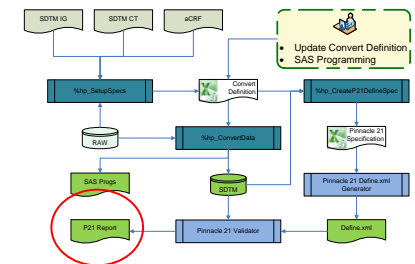 SDTM IG
SDTM CT
aCRF
• Update Convert Definition
• SAS Programming
%hp_SetupSpecs
Convert
Definition
%hp_CreateP21DefineSpec
RAW
%hp_ConvertData
Pinnacle 21
Specification
SAS Progs
SDTM
Pinnacle 21 Define.xml
Generator
P21 Report
Pinnacle 21 Validator
Define.xml